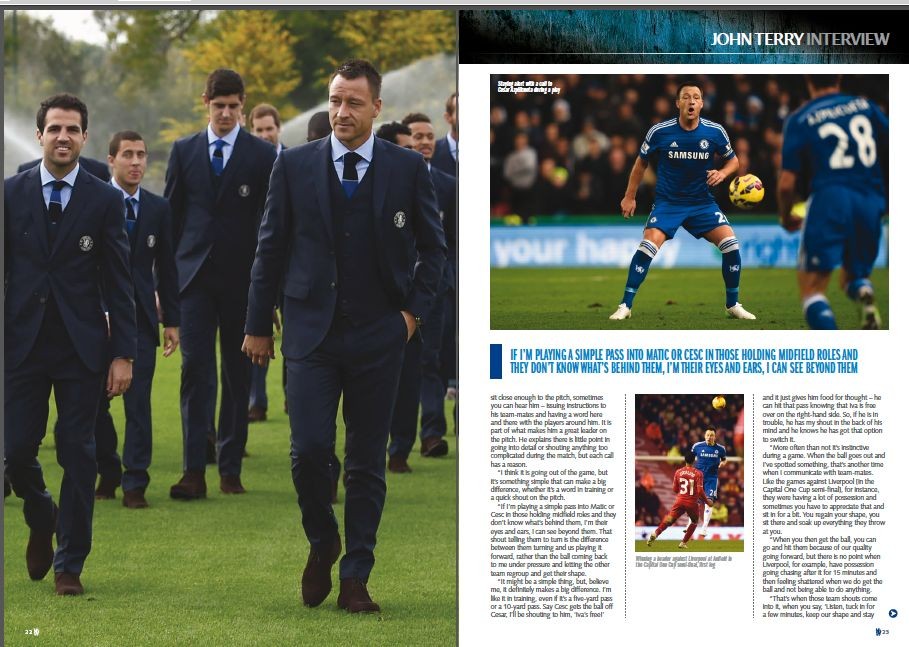 JOHN TERRY INTERVIEW
Staying alert with a call to
Cesar Azpilicueta during a play
AZPILICUETA
28
SAMSUNG
your happy
right
IF I'M PLAYING A SIMPLE PASS INTO MATIC OR CESC IN THOSE HOLDING MIDFIELD ROLES AND
THEY DON'T KNOW WHAT'S BEHIND THEM, I'M THEIR EYES AND EARS, I CAN SEE BEYOND THEM
sit close enough to the pitch, sometimes
you can hear him – issuing instructions to
his team-mates and having a word here
and there with the players around him. It is
part of what makes him a great leader on
the pitch. He explains there is little point in
going into detail or shouting anything too
complicated during the match, but each call
has a reason.
"I think it is going out of the game, but
it's something simple that can make a big
difference, whether it's a word in training or
a quick shout on the pitch.
"If I'm playing a simple pass into Matic or
Cesc in those holding midfield roles and they
don't know what's behind them, I'm their
eyes and ears, I can see beyond them. That
shout telling them to turn is the difference
between them turning and us playing it
forward, rather than the ball coming back
to me under pressure and letting the other
team regroup and get their shape.
"It might be a simple thing, but, believe
me, it definitely makes a big difference. I'm
like it in training, even if it's a five-yard pass
or a 10-yard pass. Say Cesc gets the ball off
Cesar, I'll be shouting to him, 'Iva's free!'
SAMSUNG
31
26
Winning a header against Liverpool at Anfield in
the Capital One Cup semi-final, first leg
and it just gives him food for thought – he
can hit that pass knowing that Iva is free
over on the right-hand side. So, if he is in
trouble, he has my shout in the back of his
mind and he knows he has got that option
to switch it.
"More often than not it's instinctive
during a game. When the ball goes out and
I've spotted something, that's another time
when I communicate with team-mates.
Like the games against Liverpool (in the
Capital One Cup semi-final), for instance,
they were having a lot of possession and
sometimes you have to appreciate that and
sit in for a bit. You regain your shape, you
sit there and soak up everything they throw
at you.
"When you then get the ball, you can
go and hit them because of our quality
going forward, but there is no point when
Liverpool, for example, have possession
going chasing after it for 15 minutes and
then feeling shattered when we do get the
ball and not being able to do anything.
"That's when those team shouts come
into it, when you say, 'Listen, tuck in for
a few minutes, keep our shape and stay
22
23